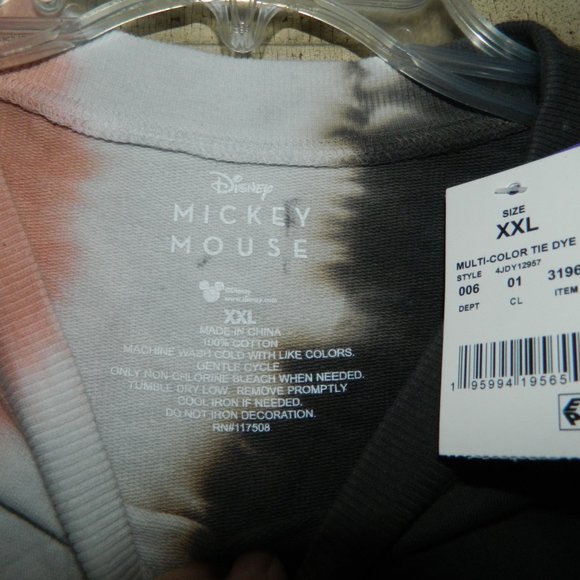 Disney
MICKEY
MOUSE
Disney
www.disney.com
XXL
MADE IN CHINA
100% COTTON
MACHINE WASH COLD WITH LIKE COLORS.
GENTLE CYCLE.
ONLY NON-CHLORINE BLEACH WHEN NEEDED.
TUMBLE DRY LOW. REMOVE PROMPTLY
COOL IRON IF NEEDED.
DO NOT IRON DECORATION.
RN#117508
SIZE
XXL
MULTI-COLOR TIE DYE
STYLE 4JDY12957
006 01 3196
DEPT CL ITEM
1 95994 19565